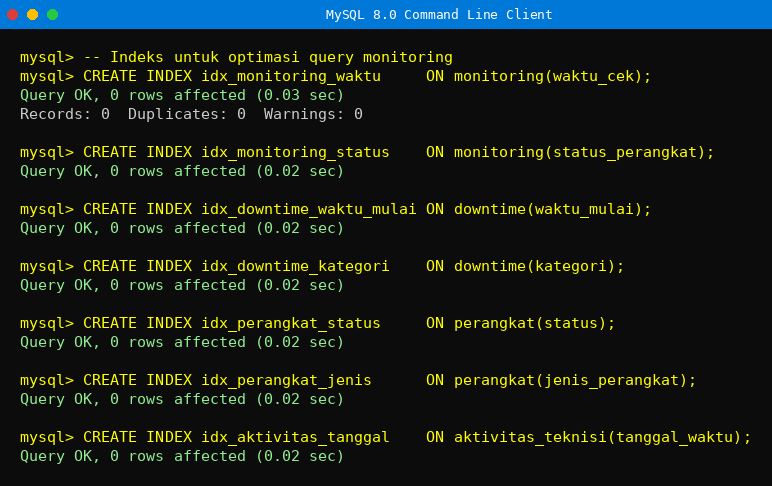 MySQL 8.0 Command Line Client
mysql> -- Indeks untuk optimasi query monitoring
mysql> CREATE INDEX idx_monitoring_waktu     ON monitoring(waktu_cek);
Query OK, 0 rows affected (0.03 sec)
Records: 0  Duplicates: 0  Warnings: 0
mysql> CREATE INDEX idx_monitoring_status    ON monitoring(status_perangkat);
Query OK, 0 rows affected (0.02 sec)
mysql> CREATE INDEX idx_downtime_waktu_mulai ON downtime(waktu_mulai);
Query OK, 0 rows affected (0.02 sec)
mysql> CREATE INDEX idx_downtime_kategori    ON downtime(kategori);
Query OK, 0 rows affected (0.02 sec)
mysql> CREATE INDEX idx_perangkat_status     ON perangkat(status);
Query OK, 0 rows affected (0.02 sec)
mysql> CREATE INDEX idx_perangkat_jenis      ON perangkat(jenis_perangkat);
Query OK, 0 rows affected (0.02 sec)
mysql> CREATE INDEX idx_aktivitas_tanggal    ON aktivitas_teknisi(tanggal_waktu);
Query OK, 0 rows affected (0.02 sec)